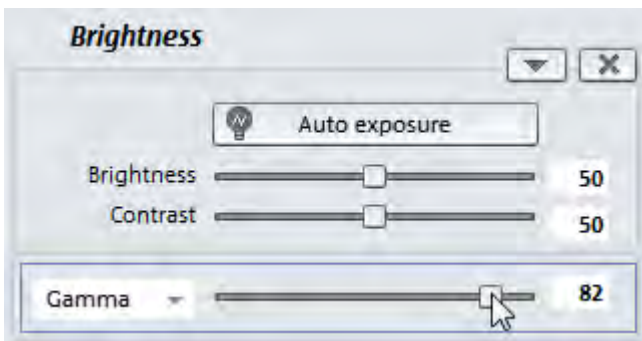 Brightness
Auto exposure
Brightness 50
Contrast 50
Gamma 82